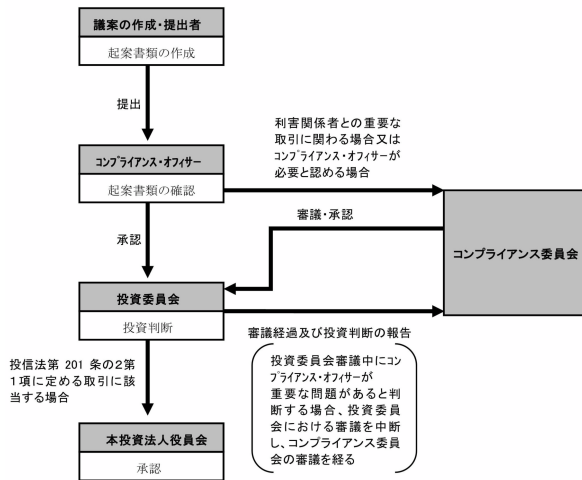 議案の作成・提出者
起案書類の作成
提出
利害関係者との重要な
取引に関わる場合又は
コンプライアンス・オフィサーが
必要と認める場合
コンプライアンス・オフィサー
起案書類の確認
審議・承認
コンプライアンス委員会
承認
投資委員会
投資判断
審議経過及び投資判断の報告
投信法第 201 条の2第
1項に定める取引に該
当する場合
投資委員会審議中にコン
プライアンス・オフィサーが
重要な問題があると判
断する場合、投資委員
会における審議を中断
し、コンプライアンス委員
会の審議を経る
本投資法人役員会
承認